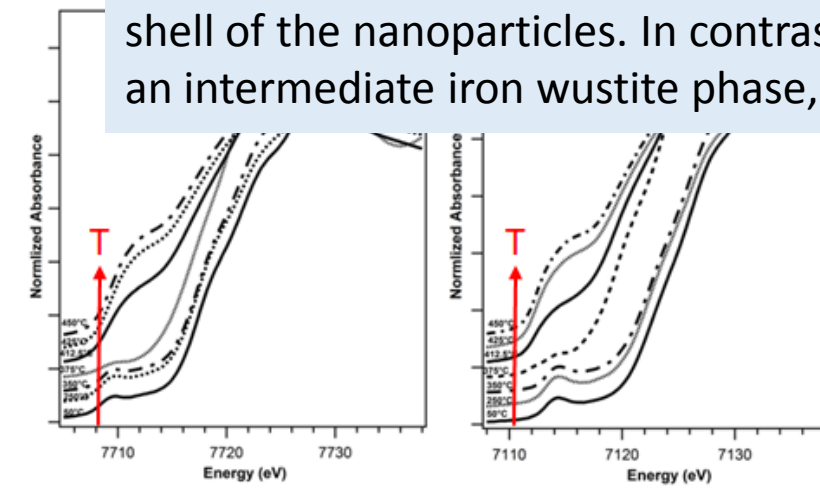 shell of the nanoparticles. In contras
an intermediate iron wustite phase,
Normlized Absorbance
T
450°C
425°C
412.5°C
375°C
350°C
250°C
50°C
7710
7720
7730
Energy (eV)
Normlized Absorbance
T
450°C
425°C
412.5°C
375°C
350°C
250°C
50°C
7110
7120
7130
Energy (eV)